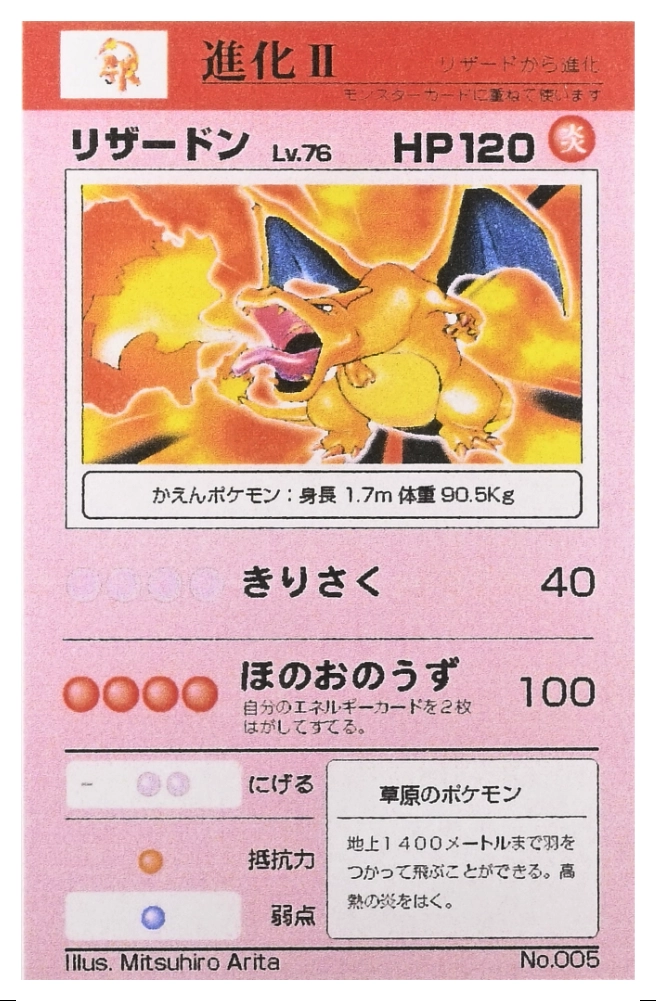 進化 II
リザードから進化
モンスターカードに重ねて使います
リザードン Lv.76 HP 120 炎
かえんポケモン：身長 1.7m 体重 90.5Kg
きりさく 40
ほのおのうず 100
自分のエネルギーカードを2枚
はがしてすてる。
− にげる
抵抗力
弱点
草原のポケモン
地上1400メートルまで羽を
つかって飛ぶことができる。高
熱の炎をはく。
Illus. Mitsuhiro Arita No.005